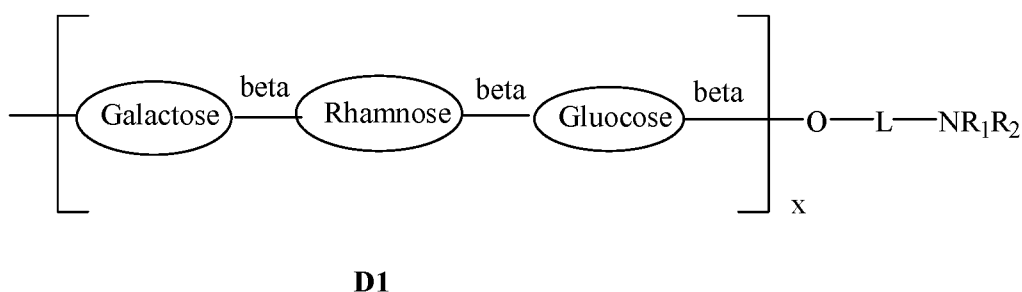 beta beta beta
Galactose Rhamnose Gluocose O L NR₁R₂
x
D1